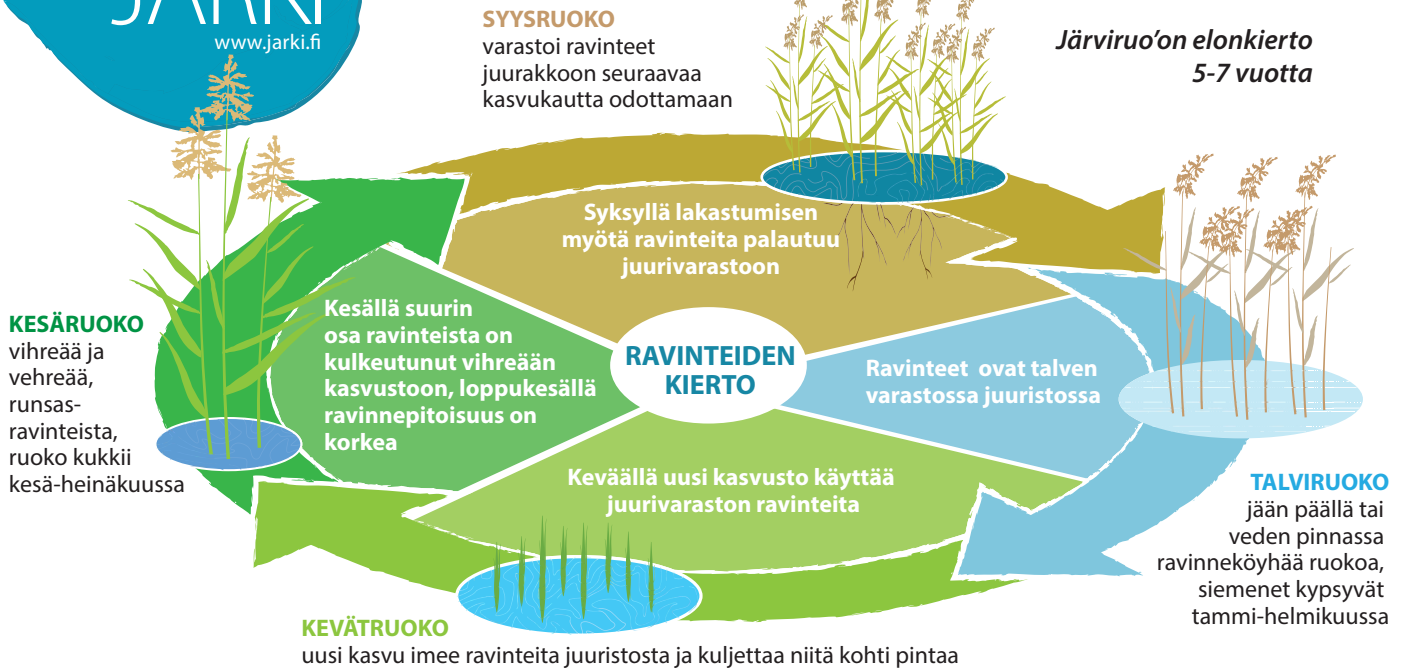 JÄRKI
www.jarki.fi
SYYSRUOKO
varastoi ravinteet
juurakkoon seuraavaa
kasvukautta odottamaan
Järviruo'on elonkierto
5-7 vuotta
Syksyllä lakastumisen
myötä ravinteita palautuu
juurivarastoon
KESÄRUOKO
vihreää ja
vehreää,
runsas-
ravinteista,
ruoko kukkii
kesä-heinäkuussa
Kesällä suurin
osa ravinteista on
kulkeutunut vihreään
kasvustoon, loppukesällä
ravinnepitoisuus on
korkea
RAVINTEIDEN
KIERTO
Ravinteet ovat talven
varastossa juuristossa
Keväällä uusi kasvusto käyttää
juurivaraston ravinteita
TALVIRUOKO
jään päällä tai
veden pinnassa
ravinneköyhää ruokoa,
siemenet kypsyvät
tammi-helmikuussa
KEVÄTRUOKO
uusi kasvu imee ravinteita juuristosta ja kuljettaa niitä kohti pintaa